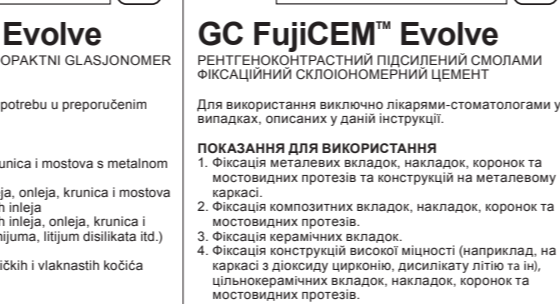 Evolve
OPAKTNI GLASJONOMER
potrebu u preporučenim
unica i mostova s metalnom
ja, onleja, krunica i mostova
h inleja
h inleja, onleja, krunica i
ijuma, litijum disilikata itd.)
ičkih i vlaknastih kočića
GC FujiCEM™ Evolve
РЕНТГЕНОКОНТРАСТНИЙ ПІДСИЛЕНИЙ СМОЛАМИ
ФІКСАЦІЙНИЙ СКЛОІОНОМЕРНИЙ ЦЕМЕНТ
Для використання виключно лікарями-стоматологами у
випадках, описаних у даній інструкції.
ПОКАЗАННЯ ДЛЯ ВИКОРИСТАННЯ
1. Фіксація металевих вкладок, накладок, коронок та
мостовидних протезів та конструкцій на металевому
каркасі.
2. Фіксація композитних вкладок, накладок, коронок та
мостовидних протезів.
3. Фіксація керамічних вкладок.
4. Фіксація конструкцій високої міцності (наприклад, на
каркасі з діоксиду цирконію, дисилікату літію та ін),
цільнокерамічних вкладок, накладок, коронок та
мостовидних протезів.